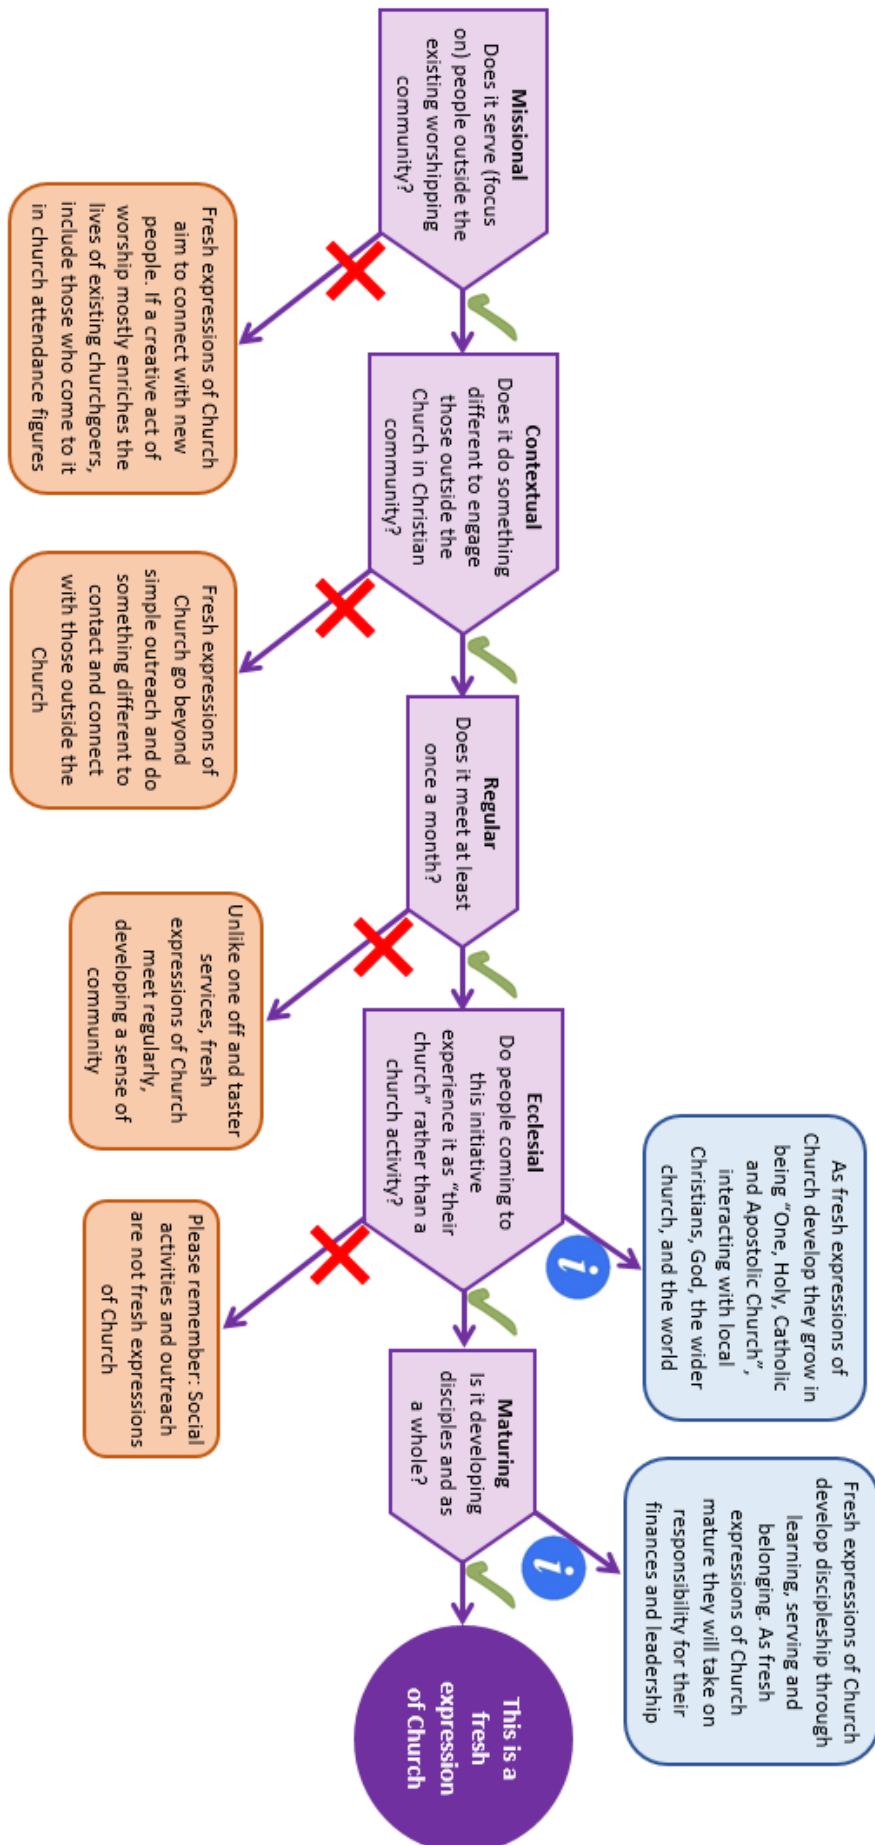 Missional
Does it serve (focus
on) people outside the
existing worshipping
community?
Fresh expressions of Church
aim to connect with new
people. If a creative act of
worship mostly enriches the
lives of existing churchgoers,
include those who come to it
in church attendance figures
Contextual
Does it do something
different to engage
those outside the
Church in Christian
community?
Fresh expressions of
Church go beyond
simple outreach and do
something different to
contact and connect
with those outside the
Church
Regular
Does it meet at least
once a month?
Unlike one off and taster
services, fresh
expressions of Church
meet regularly,
developing a sense of
community
Ecclesial
Do people coming to
this initiative
experience it as “their
church” rather than a
church activity?
As fresh expressions of
Church develop they grow in
being “One, Holy, Catholic
and Apostolic Church”,
interacting with local
Christians, God, the wider
church, and the world
i
Please remember: Social
activities and outreach
are not fresh expressions
of Church
Maturing
Is it developing
disciples and as
a whole?
Fresh expressions of Church
develop discipleship through
learning, serving and
belonging. As fresh
expressions of Church
mature they will take on
responsibility for their
finances and leadership
i
This is a
fresh
expression
of Church